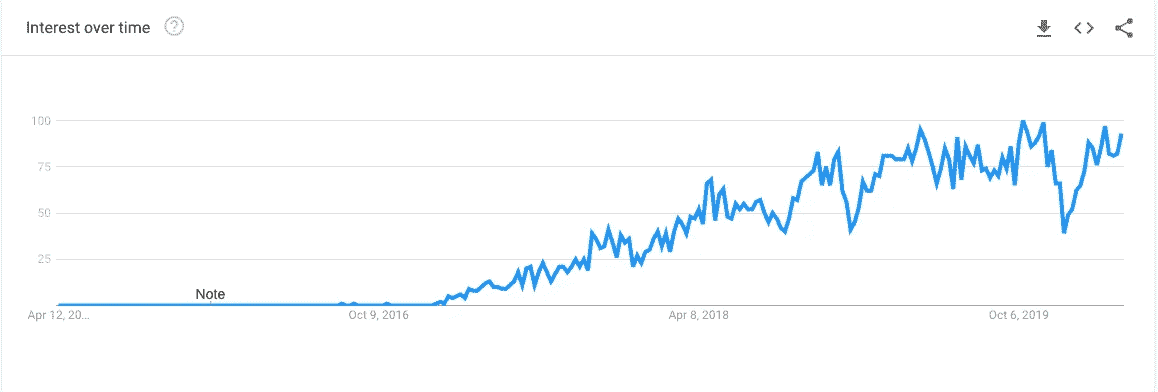 Interest over time
100
75
50
25
Note
Apr 12, 20...
Oct 9, 2016
Apr 8, 2018
Oct 6, 2019